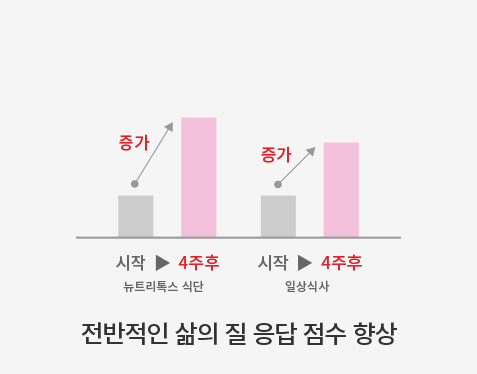 증가
증가
시작 ▶ 4주후
시작 ▶ 4주후
뉴트리톡스 식단
일상식사
전반적인 삶의 질 응답 점수 향상